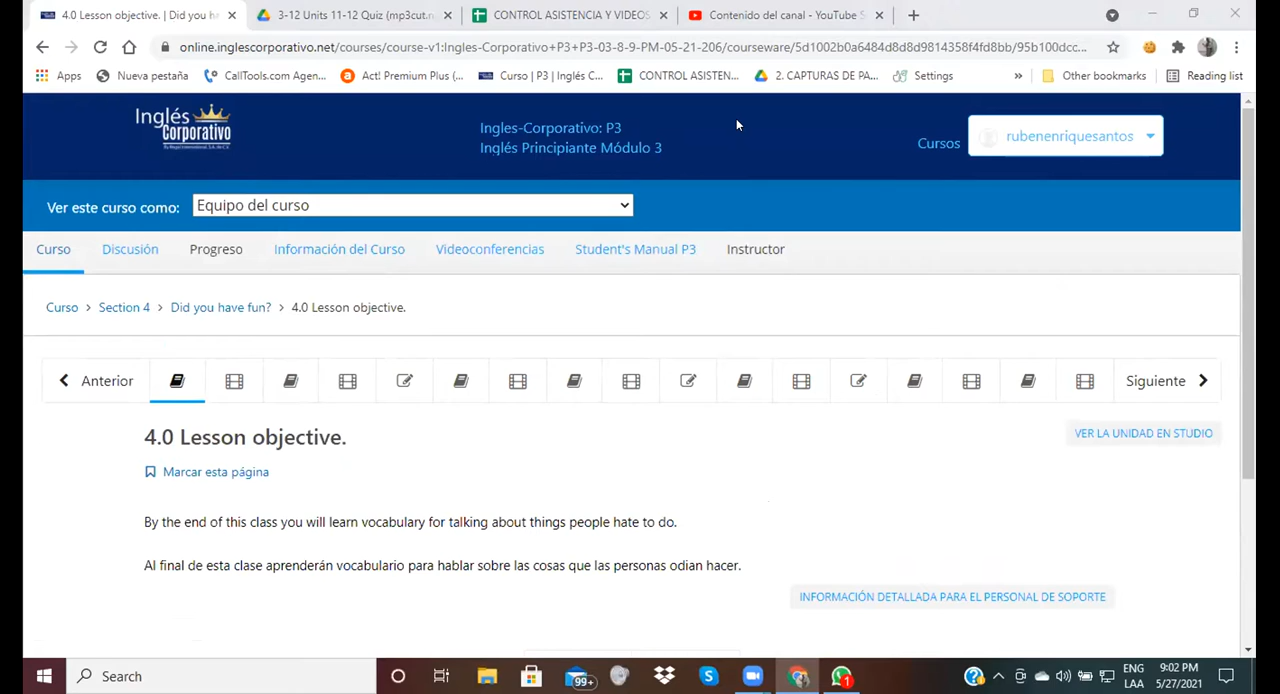 4.0 Lesson objective. | Did you ha
3-12 Units 11-12 Quiz (mp3cut.n
CONTROL ASISTENCIA Y VIDEOS
Contenido del canal - YouTube S
online.inglescorporativo.net/courses/course-v1:Ingles-Corporativo+P3+P3-03-8-9-PM-05-21-206/courseware/5d1002b0a6484d8d8d9814358f4fd8bb/95b100dcc...
Apps
Nueva pestaña
CallTools.com Agen...
Act! Premium Plus (...
Curso | P3 | Inglés C...
CONTROL ASISTEN...
2. CAPTURAS DE PA...
Settings
»
Other bookmarks
Reading list
Inglés
Corporativo
Ingles-Corporativo: P3
Inglés Principiante Módulo 3
Cursos
rubenenriquesantos
Ver este curso como:
Equipo del curso
Curso
Discusión
Progreso
Información del Curso
Videoconferencias
Student's Manual P3
Instructor
Curso > Section 4 > Did you have fun? > 4.0 Lesson objective.
Anterior
Siguiente
4.0 Lesson objective.
VER LA UNIDAD EN STUDIO
Marcar esta página
By the end of this class you will learn vocabulary for talking about things people hate to do.
Al final de esta clase aprenderán vocabulario para hablar sobre las cosas que las personas odian hacer.
INFORMACIÓN DETALLADA PARA EL PERSONAL DE SOPORTE
Search
99+
1
ENG
LAA
9:02 PM
5/27/2021